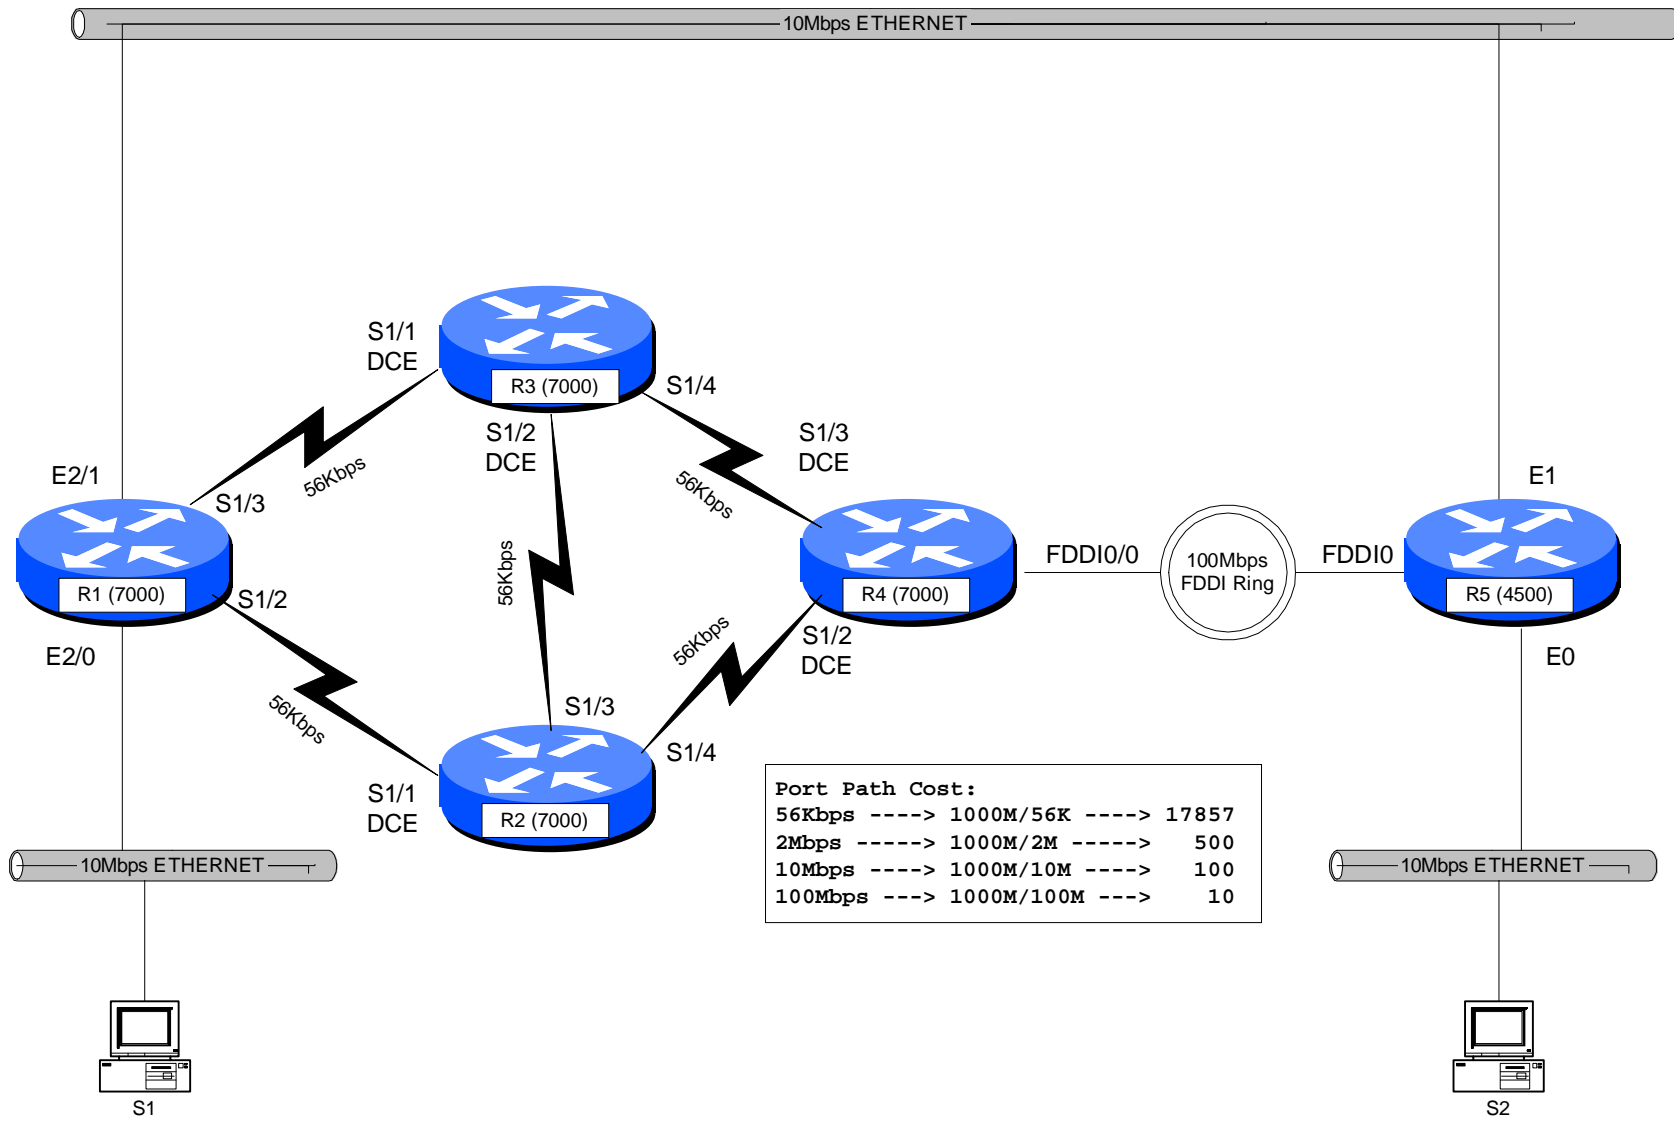 10Mbps ETHERNET
S1/1
DCE
R3 (7000)
S1/4
S1/2
DCE
S1/3
DCE
56Kbps
56Kbps
E2/1
S1/3
E1
R1 (7000)
S1/2
E2/0
56Kbps
R4 (7000)
FDDI0/0
100Mbps
FDDI Ring
FDDI0
R5 (4500)
S1/2
DCE
E0
56Kbps
56Kbps
S1/3
S1/4
S1/1
DCE
R2 (7000)
Port Path Cost:
56Kbps ----> 1000M/56K ----> 17857
2Mbps -----> 1000M/2M -----> 500
10Mbps ----> 1000M/10M ----> 100
100Mbps ---> 1000M/100M ---> 10
10Mbps ETHERNET
10Mbps ETHERNET
S1
S2